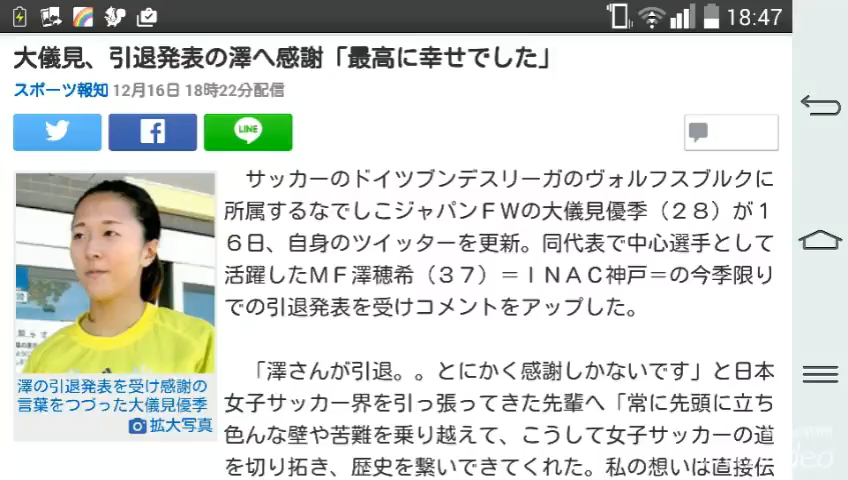 18:47
大儀見、引退発表の澤へ感謝「最高に幸せでした」
スポーツ報知 12月16日 18時22分配信
LINE
サッカーのドイツブンデスリーガのヴォルフスブルクに
所属するなでしこジャパンＦＷの大儀見優季（２８）が１
６日、自身のツイッターを更新。同代表で中心選手として
活躍したＭＦ澤穂希（３７）＝ＩＮＡＣ神戸＝の今季限り
での引退発表を受けコメントをアップした。
「澤さんが引退。。とにかく感謝しかないです」と日本
女子サッカー界を引っ張ってきた先輩へ「常に先頭に立ち
色んな壁や苦難を乗り越えて、こうして女子サッカーの道
を切り拓き、歴史を繋いできてくれた。私の想いは直接伝
澤の引退発表を受け感謝の
言葉をつづった大儀見優季
拡大写真